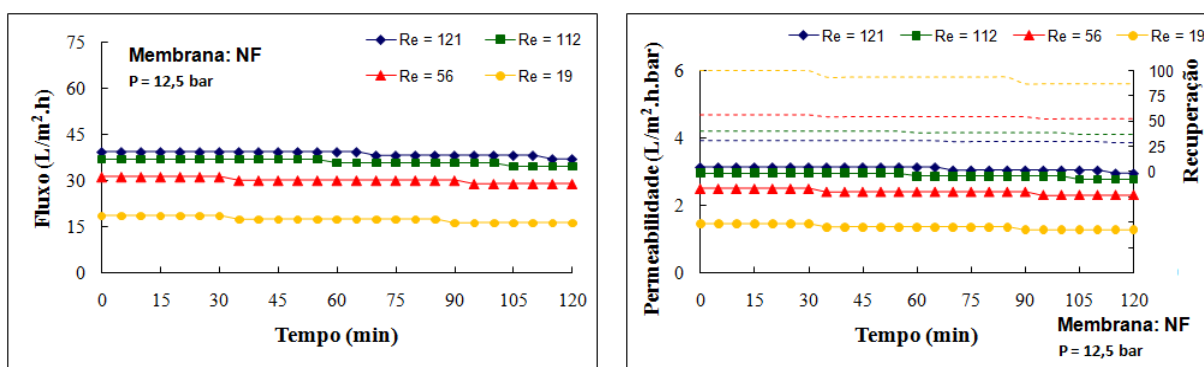 Membrana: NF
P = 12,5 bar
Re = 121
Re = 112
Re = 56
Re = 19
Fluxo (L/m².h)
75
60
45
30
15
0
0 15 30 45 60 75 90 105 120
Tempo (min)
Re = 121 Re = 112 Re = 56 Re = 19
Permeabilidade (L/m².h.bar)
6
4
2
0
100
75
50
25
0
Recuperação
0 15 30 45 60 75 90 105 120
Tempo (min)
Membrana: NF
P = 12,5 bar